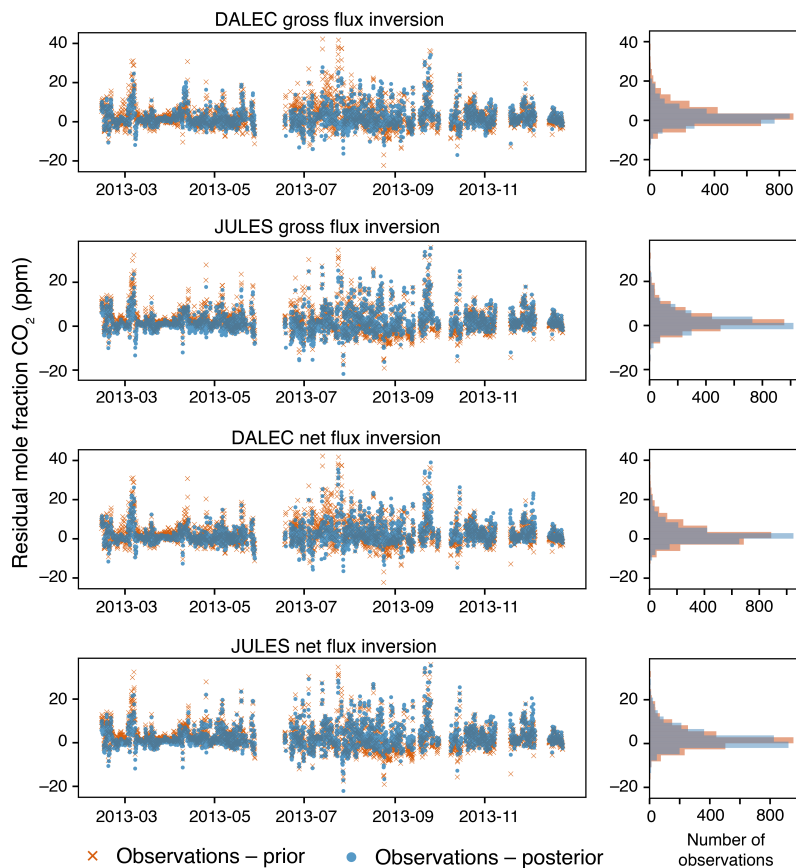 DALEC gross flux inversion
40
20
0
−20
2013-03 2013-05 2013-07 2013-09 2013-11
40
20
0
−20
0 400 800
JULES gross flux inversion
20
0
−20
2013-03 2013-05 2013-07 2013-09 2013-11
20
0
−20
0 400 800
Residual mole fraction CO2 (ppm)
DALEC net flux inversion
40
20
0
−20
2013-03 2013-05 2013-07 2013-09 2013-11
40
20
0
−20
0 400 800
JULES net flux inversion
20
0
−20
2013-03 2013-05 2013-07 2013-09 2013-11
20
0
−20
0 400 800
Number of
observations
Observations – prior Observations – posterior